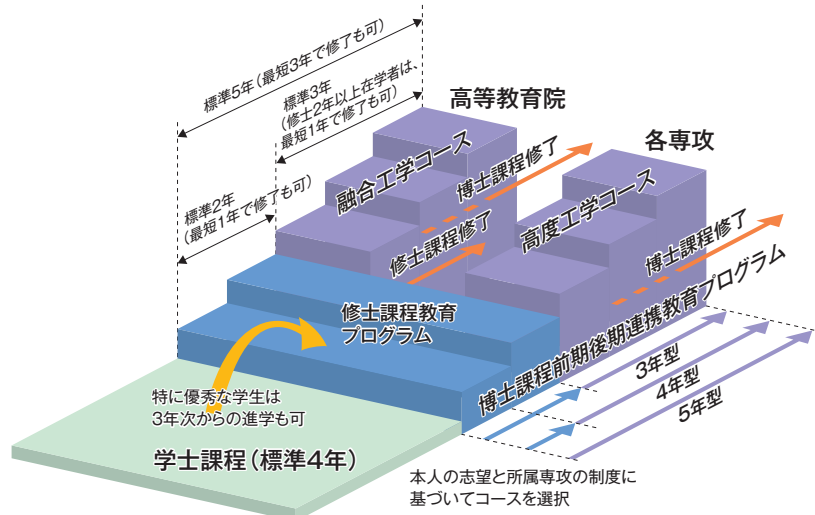 標準5年（最短3年で修了も可）
標準3年
（修士2年以上在学者は、
最短1年で修了も可）
標準2年
（最短1年で修了も可）
高等教育院
各専攻
融合工学コース
博士課程修了
修士課程修了
高度工学コース
博士課程修了
修士課程教育
プログラム
博士課程前期後期連携教育プログラム
3年型
4年型
5年型
特に優秀な学生は
3年次からの進学も可
学士課程（標準4年）
本人の志望と所属専攻の制度に
基づいてコースを選択